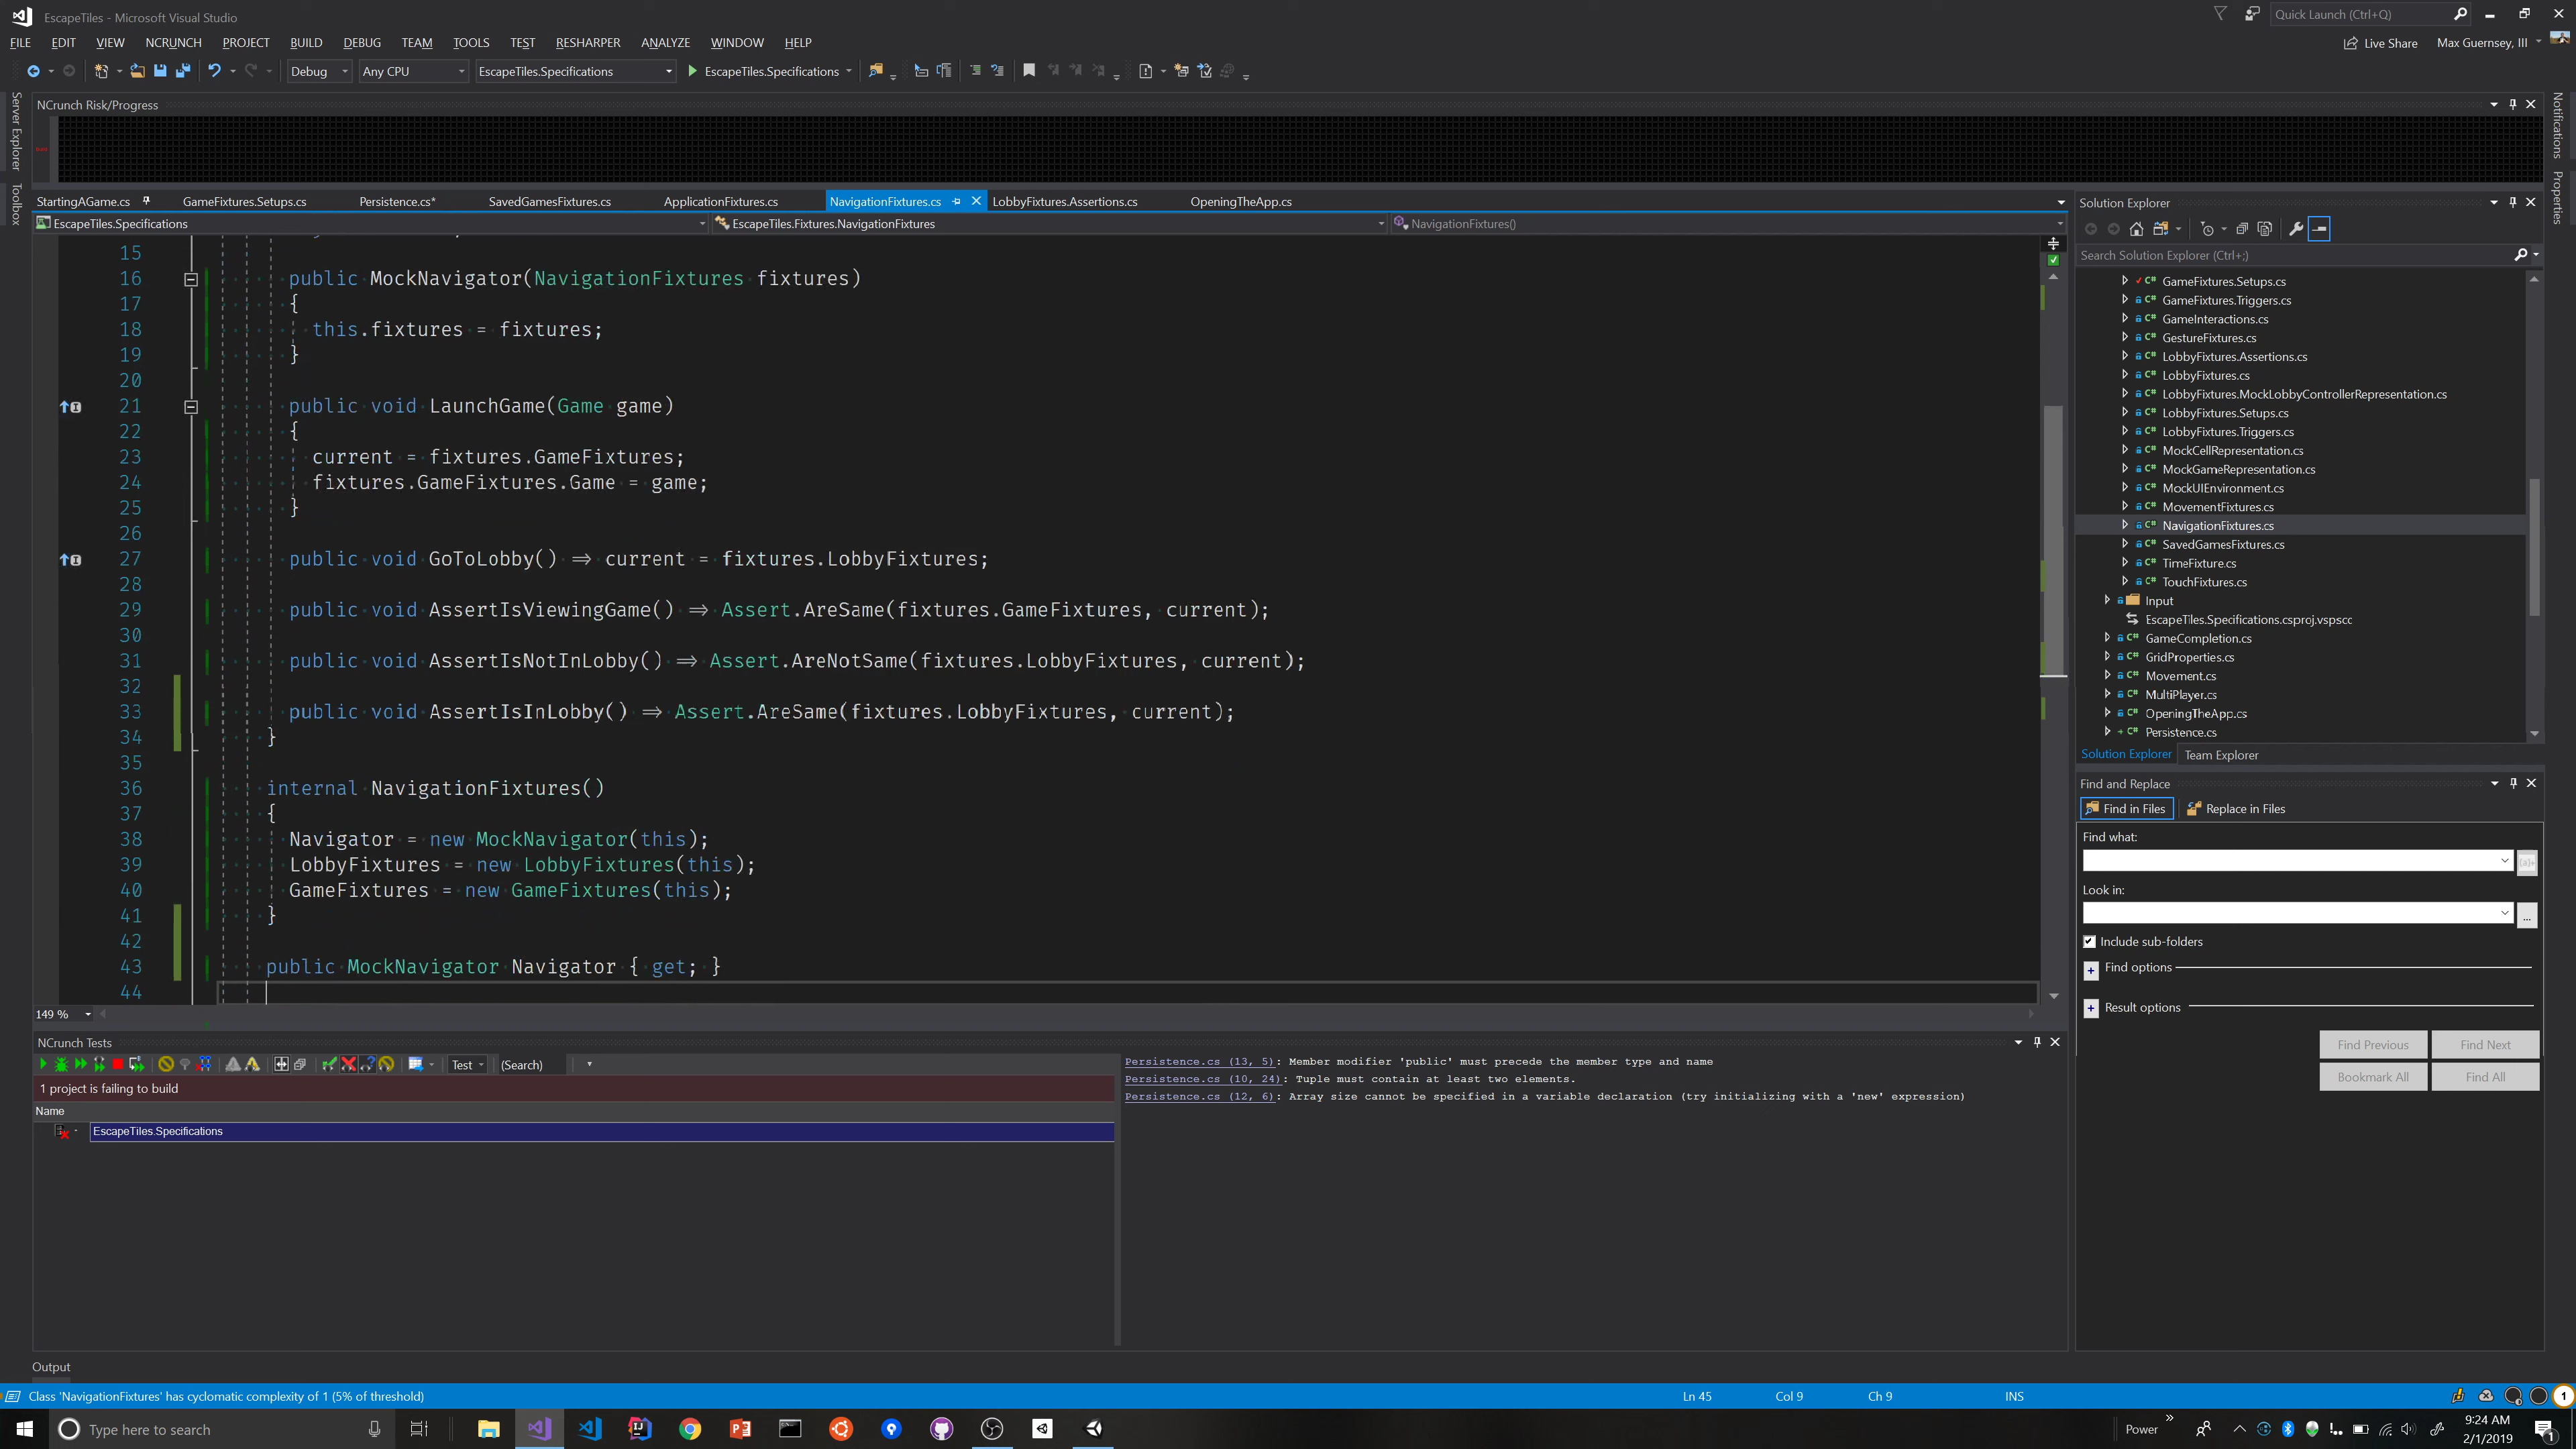 EscapeTiles - Microsoft Visual Studio
Quick Launch (Ctrl+Q)
FILE EDIT VIEW NCRUNCH PROJECT BUILD DEBUG TEAM TOOLS TEST RESHARPER ANALYZE WINDOW HELP
Live Share Max Guernsey, III
Debug Any CPU EscapeTiles.Specifications EscapeTiles.Specifications
Server Explorer
Toolbox
Notifications
Properties
NCrunch Risk/Progress
StartingAGame.cs GameFixtures.Setups.cs Persistence.cs* SavedGamesFixtures.cs ApplicationFixtures.cs NavigationFixtures.cs LobbyFixtures.Assertions.cs OpeningTheApp.cs
EscapeTiles.Specifications EscapeTiles.Fixtures.NavigationFixtures NavigationFixtures()
15
16 public MockNavigator(NavigationFixtures fixtures)
17 {
18 this.fixtures = fixtures;
19 }
20
21 public void LaunchGame(Game game)
22 {
23 current = fixtures.GameFixtures;
24 fixtures.GameFixtures.Game = game;
25 }
26
27 public void GoToLobby() => current = fixtures.LobbyFixtures;
28
29 public void AssertIsViewingGame() => Assert.AreSame(fixtures.GameFixtures, current);
30
31 public void AssertIsNotInLobby() => Assert.AreNotSame(fixtures.LobbyFixtures, current);
32
33 public void AssertIsInLobby() => Assert.AreSame(fixtures.LobbyFixtures, current);
34 }
35
36 internal NavigationFixtures()
37 {
38 Navigator = new MockNavigator(this);
39 LobbyFixtures = new LobbyFixtures(this);
40 GameFixtures = new GameFixtures(this);
41 }
42
43 public MockNavigator Navigator { get; }
44
149 %
Solution Explorer
Search Solution Explorer (Ctrl+;)
GameFixtures.Setups.cs
GameFixtures.Triggers.cs
GameInteractions.cs
GestureFixtures.cs
LobbyFixtures.Assertions.cs
LobbyFixtures.cs
LobbyFixtures.MockLobbyControllerRepresentation.cs
LobbyFixtures.Setups.cs
LobbyFixtures.Triggers.cs
MockCellRepresentation.cs
MockGameRepresentation.cs
MockUIEnvironment.cs
MovementFixtures.cs
NavigationFixtures.cs
SavedGamesFixtures.cs
TimeFixture.cs
TouchFixtures.cs
Input
EscapeTiles.Specifications.csproj.vspscc
GameCompletion.cs
GridProperties.cs
Movement.cs
MultiPlayer.cs
OpeningTheApp.cs
Persistence.cs
Solution Explorer Team Explorer
Find and Replace
Find in Files Replace in Files
Find what:
Look in:
...
Include sub-folders
Find options
Result options
Find Previous Find Next
Bookmark All Find All
NCrunch Tests
Test (Search)
1 project is failing to build
Name
EscapeTiles.Specifications
Persistence.cs (13, 5): Member modifier 'public' must precede the member type and name
Persistence.cs (10, 24): Tuple must contain at least two elements.
Persistence.cs (12, 6): Array size cannot be specified in a variable declaration (try initializing with a 'new' expression)
Output
Class 'NavigationFixtures' has cyclomatic complexity of 1 (5% of threshold)
Ln 45 Col 9 Ch 9 INS
1
Type here to search
Power
9:24 AM
2/1/2019